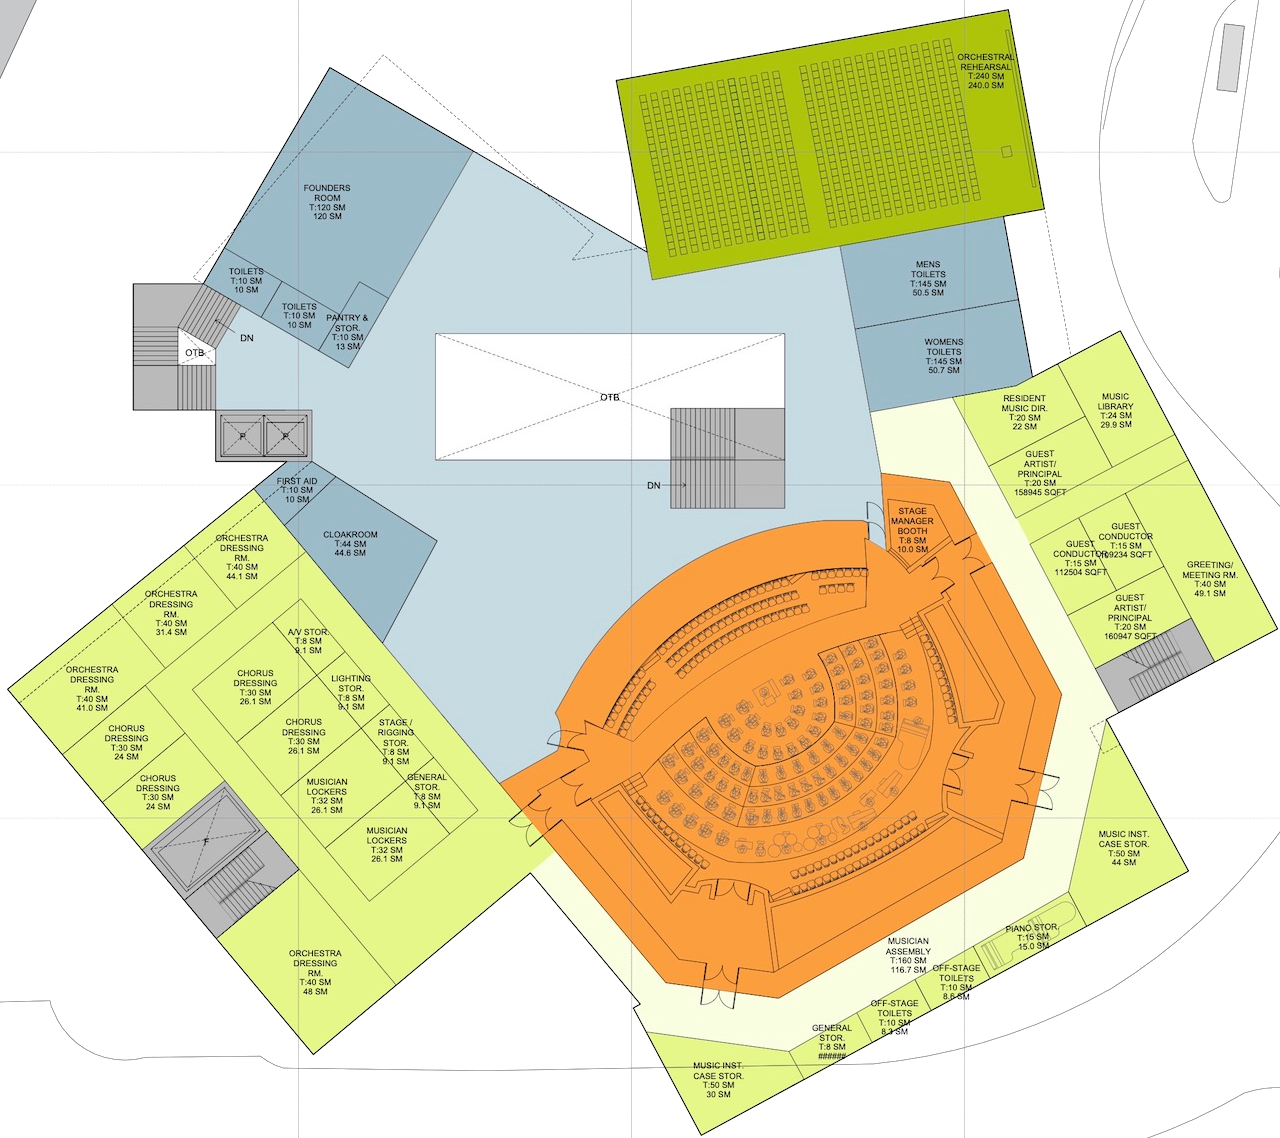 ORCHESTRAL
REHEARSAL
T:240 SM
240.0 SM
FOUNDERS
ROOM
T:120 SM
120 SM
TOILETS
T:10 SM
10 SM
TOILETS
T:10 SM
10 SM
PANTRY &
STOR.
T:10 SM
13 SM
DN
OTB
P
P
MENS
TOILETS
T:145 SM
50.5 SM
WOMENS
TOILETS
T:145 SM
50.7 SM
OTB
DN
RESIDENT
MUSIC DIR.
T:20 SM
22 SM
MUSIC
LIBRARY
T:24 SM
29.9 SM
GUEST
ARTIST/
PRINCIPAL
T:20 SM
158945 SQFT
GUEST
CONDUCTOR
T:15 SM
109234 SQFT
GUEST
CONDUCTOR
T:15 SM
112504 SQFT
GREETING/
MEETING RM.
T:40 SM
49.1 SM
GUEST
ARTIST/
PRINCIPAL
T:20 SM
160947 SQFT
STAGE
MANAGER
BOOTH
T:8 SM
10.0 SM
FIRST AID
T:10 SM
10 SM
CLOAKROOM
T:44 SM
44.6 SM
ORCHESTRA
DRESSING
RM.
T:40 SM
44.1 SM
ORCHESTRA
DRESSING
RM.
T:40 SM
31.4 SM
ORCHESTRA
DRESSING
RM.
T:40 SM
41.0 SM
A/V STOR.
T:8 SM
9.1 SM
CHORUS
DRESSING
T:30 SM
26.1 SM
LIGHTING
STOR.
T:8 SM
9.1 SM
CHORUS
DRESSING
T:30 SM
26.1 SM
STAGE /
RIGGING
STOR.
T:8 SM
9.1 SM
CHORUS
DRESSING
T:30 SM
24 SM
CHORUS
DRESSING
T:30 SM
24 SM
MUSICIAN
LOCKERS
T:32 SM
26.1 SM
GENERAL
STOR.
T:8 SM
9.1 SM
MUSICIAN
LOCKERS
T:32 SM
26.1 SM
F
ORCHESTRA
DRESSING
RM.
T:40 SM
48 SM
MUSIC INST.
CASE STOR.
T:50 SM
44 SM
PIANO STOR.
T:15 SM
15.0 SM
MUSICIAN
ASSEMBLY
T:160 SM
116.7 SM
OFF-STAGE
TOILETS
T:10 SM
8.6 SM
OFF-STAGE
TOILETS
T:10 SM
8.3 SM
GENERAL
STOR.
T:8 SM
######
MUSIC INST.
CASE STOR.
T:50 SM
30 SM